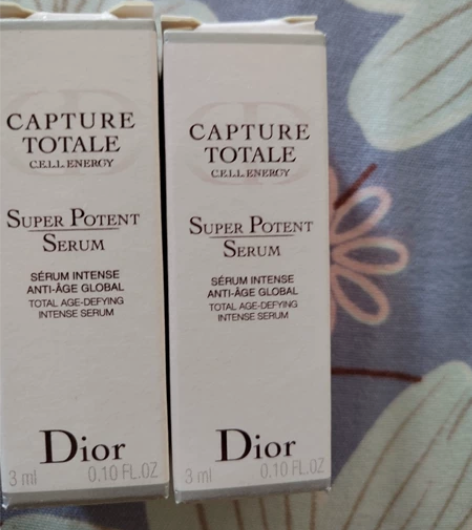 CAPTURE
TOTALE
C.E.L.L. ENERGY
SUPER POTENT
SERUM
SÉRUM INTENSE
ANTI-ÂGE GLOBAL
TOTAL AGE-DEFYING
INTENSE SERUM
Dior
3 ml 0.10 FL.OZ
CAPTURE
TOTALE
C.E.L.L. ENERGY
SUPER POTENT
SERUM
SÉRUM INTENSE
ANTI-ÂGE GLOBAL
TOTAL AGE-DEFYING
INTENSE SERUM
Dior
3 ml 0.10 FL.OZ